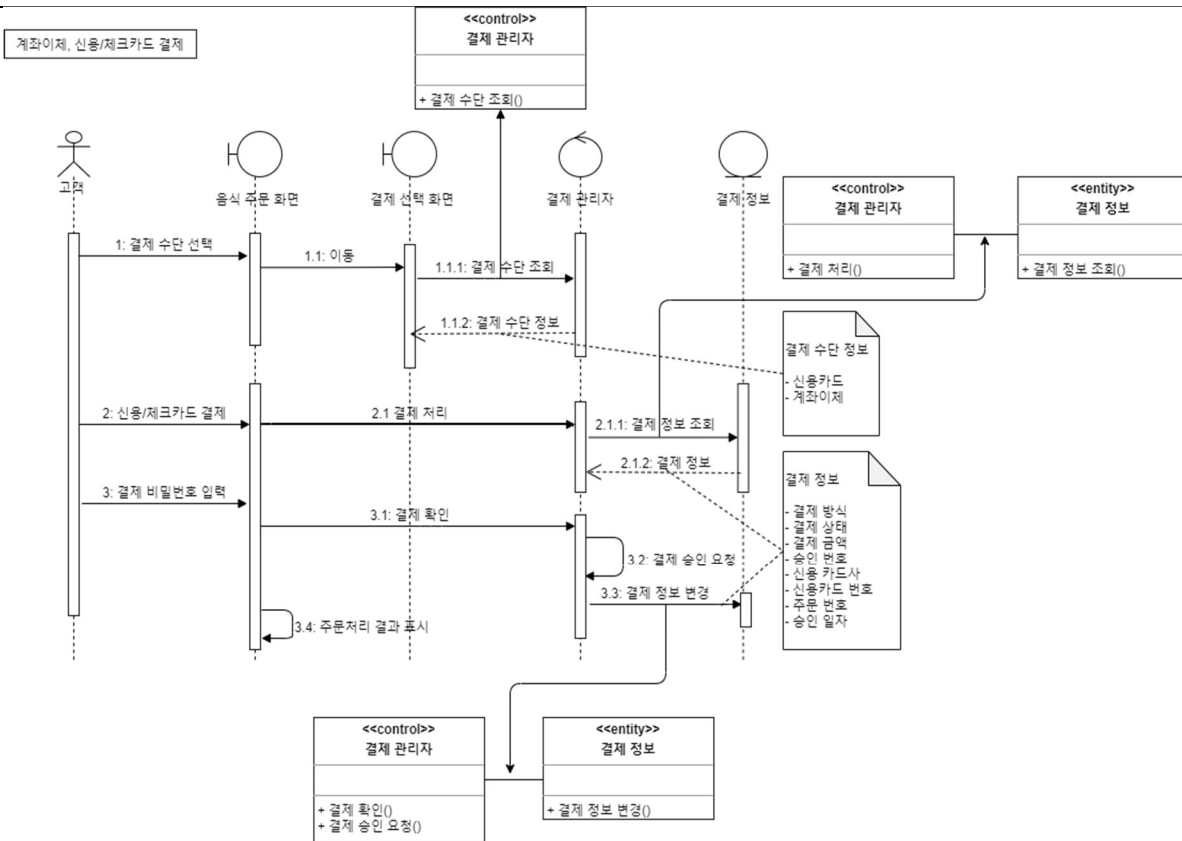 <<control>>
결제 관리자
+ 결제 수단 조회()
계좌이체, 신용/체크카드 결제
고객
음식 주문 화면
결제 선택 화면
결제 관리자
결제 정보
<<control>>
결제 관리자
+ 결제 처리()
<<entity>>
결제 정보
+ 결제 정보 조회()
1: 결제 수단 선택
1.1: 이동
1.1.1: 결제 수단 조회
1.1.2: 결제 수단 정보
결제 수단 정보
- 신용카드
- 계좌이체
2: 신용/체크카드 결제
2.1 결제 처리
2.1.1: 결제 정보 조회
2.1.2: 결제 정보
3: 결제 비밀번호 입력
3.1: 결제 확인
3.2: 결제 승인 요청
3.3: 결제 정보 변경
3.4: 주문처리 결과 표시
결제 정보
- 결제 방식
- 결제 상태
- 결제 금액
- 승인 번호
- 신용 카드사
- 신용카드 번호
- 주문 번호
- 승인 일자
<<control>>
결제 관리자
+ 결제 확인()
+ 결제 승인 요청()
<<entity>>
결제 정보
+ 결제 정보 변경()